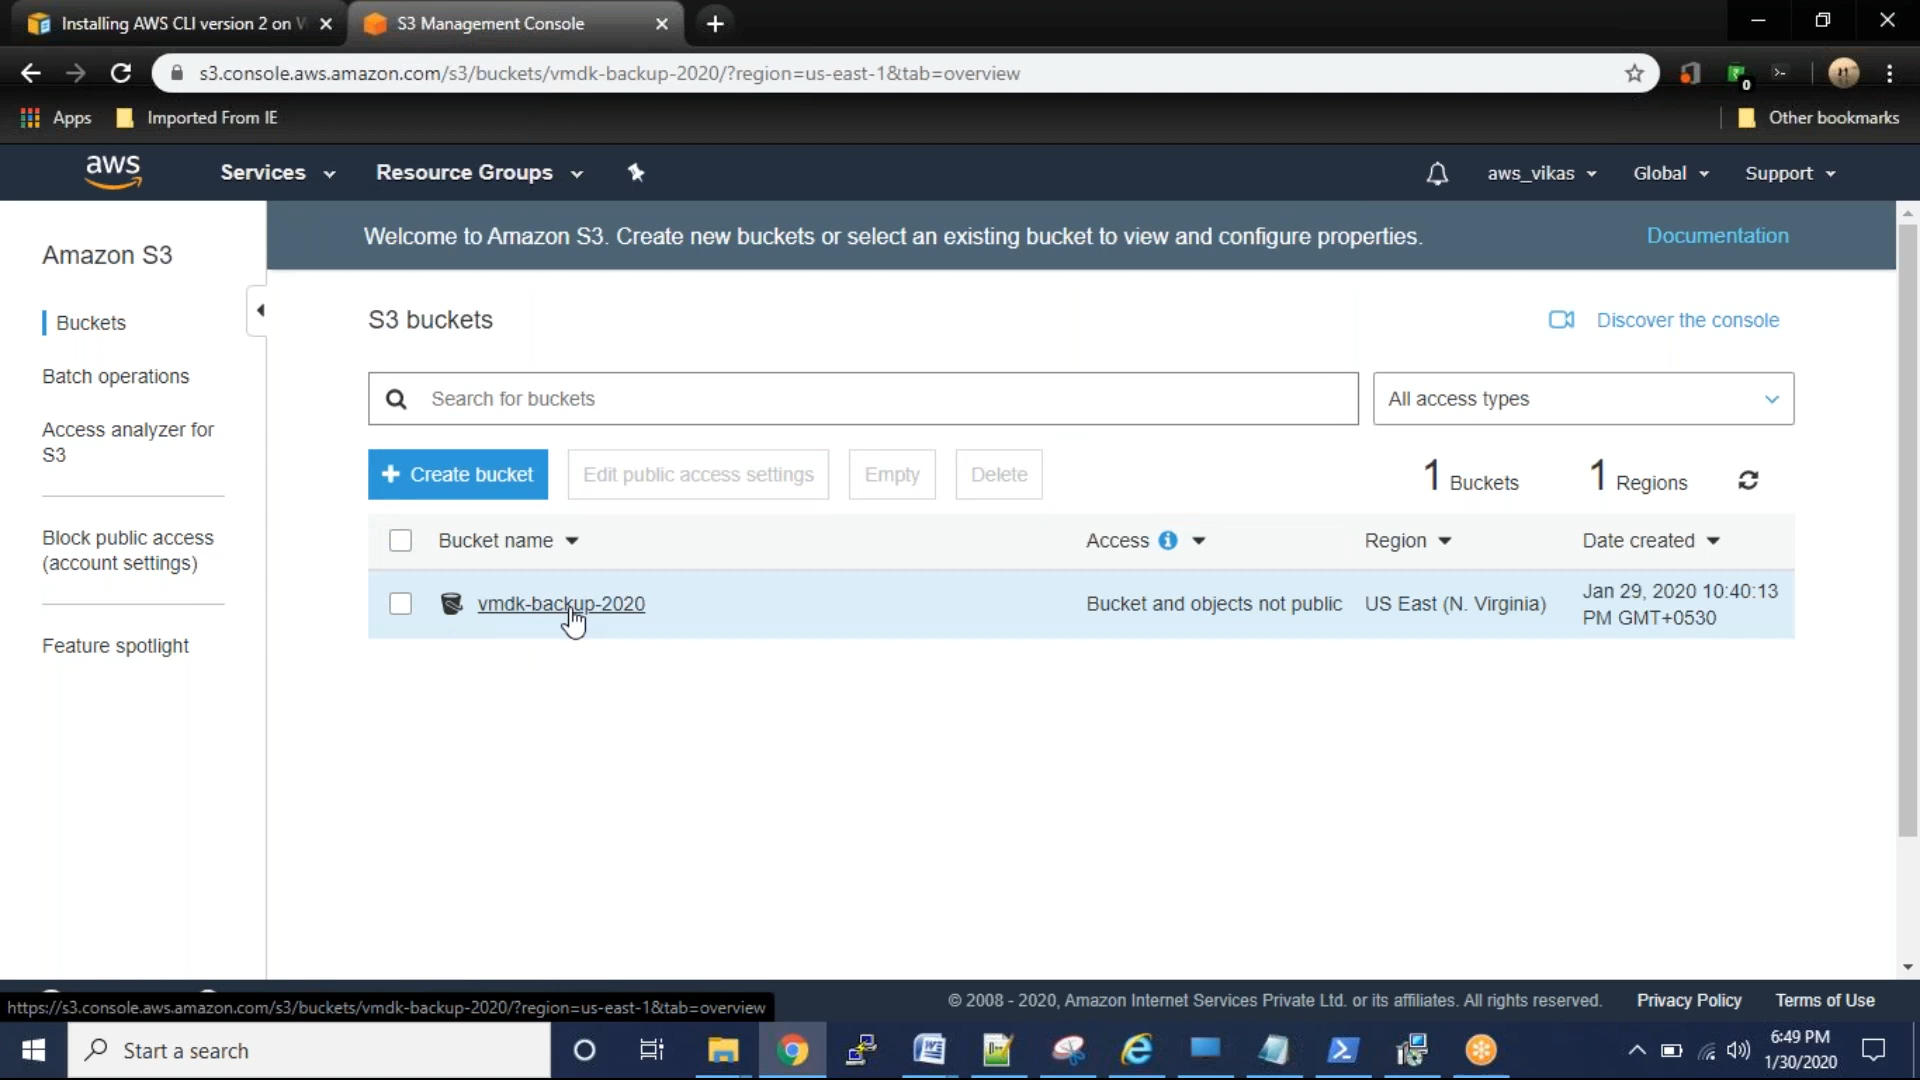 Installing AWS CLI version 2 on
S3 Management Console
s3.console.aws.amazon.com/s3/buckets/vmdk-backup-2020/?region=us-east-1&tab=overview
0
Apps
Imported From IE
Other bookmarks
aws
Services
Resource Groups
aws_vikas
Global
Support
Amazon S3
Buckets
Batch operations
Access analyzer for
S3
Block public access
(account settings)
Feature spotlight
Welcome to Amazon S3. Create new buckets or select an existing bucket to view and configure properties.
Documentation
S3 buckets
Discover the console
Search for buckets
All access types
+ Create bucket
Edit public access settings
Empty
Delete
1 Buckets
1 Regions
Bucket name
Access
Region
Date created
vmdk-backup-2020
Bucket and objects not public
US East (N. Virginia)
Jan 29, 2020 10:40:13
PM GMT+0530
https://s3.console.aws.amazon.com/s3/buckets/vmdk-backup-2020/?region=us-east-1&tab=overview
© 2008 - 2020, Amazon Internet Services Private Ltd. or its affiliates. All rights reserved.
Privacy Policy
Terms of Use
Start a search
6:49 PM
1/30/2020